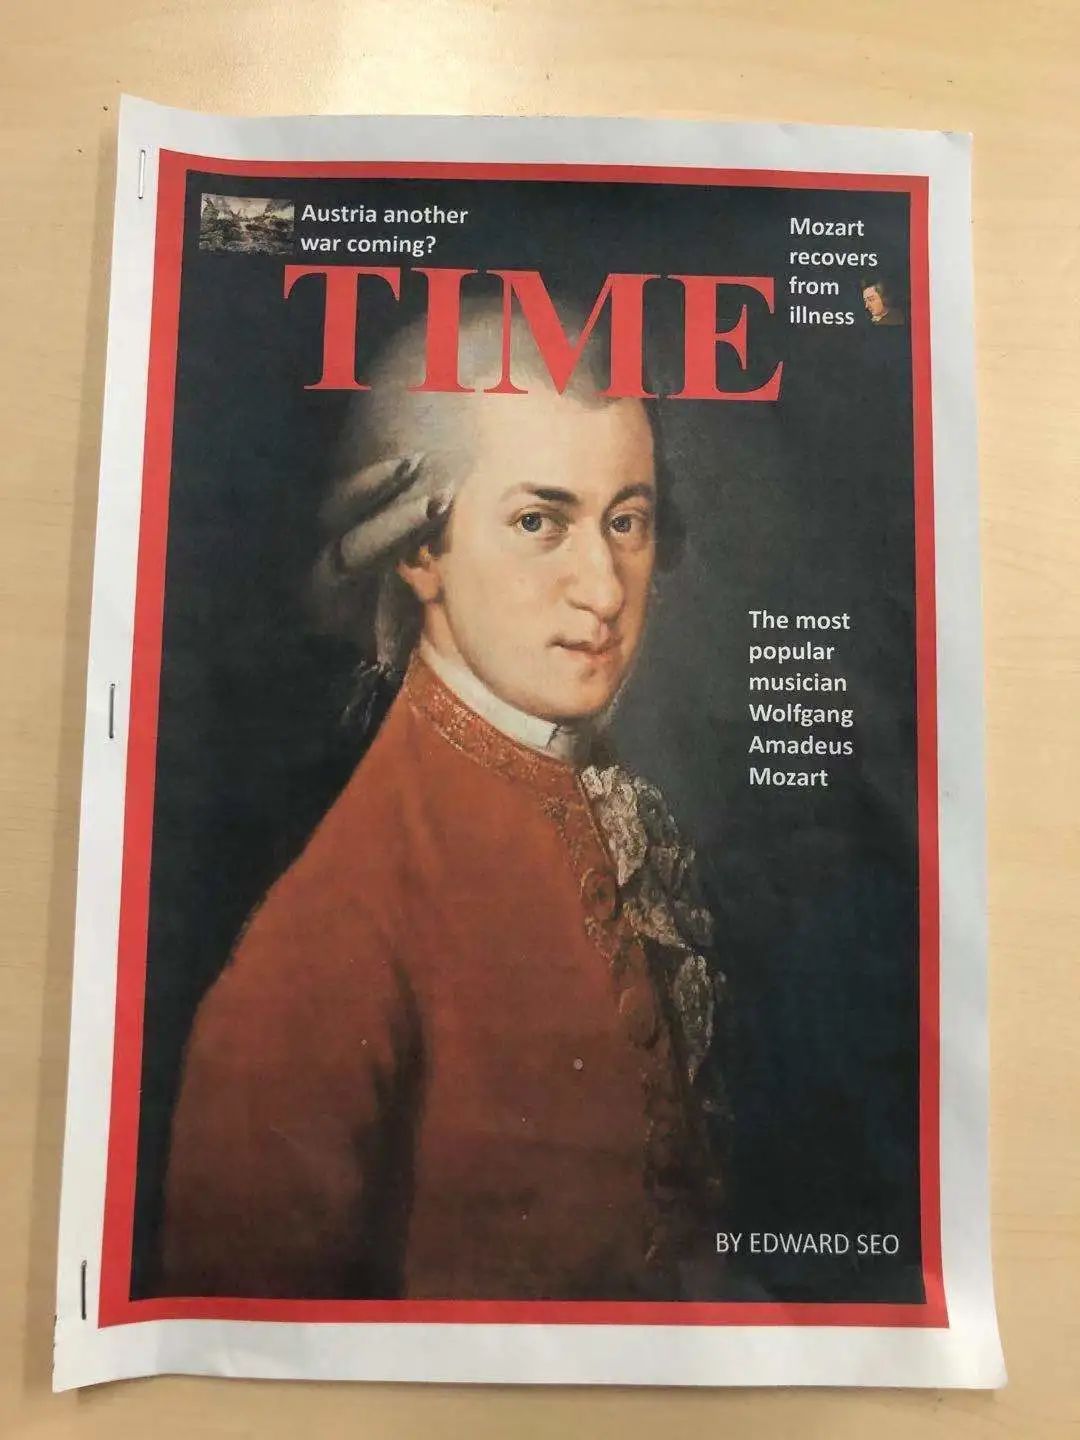 Austria another
war coming?
Mozart
recovers
from
illness
TIME
The most
popular
musician
Wolfgang
Amadeus
Mozart
BY EDWARD SEO